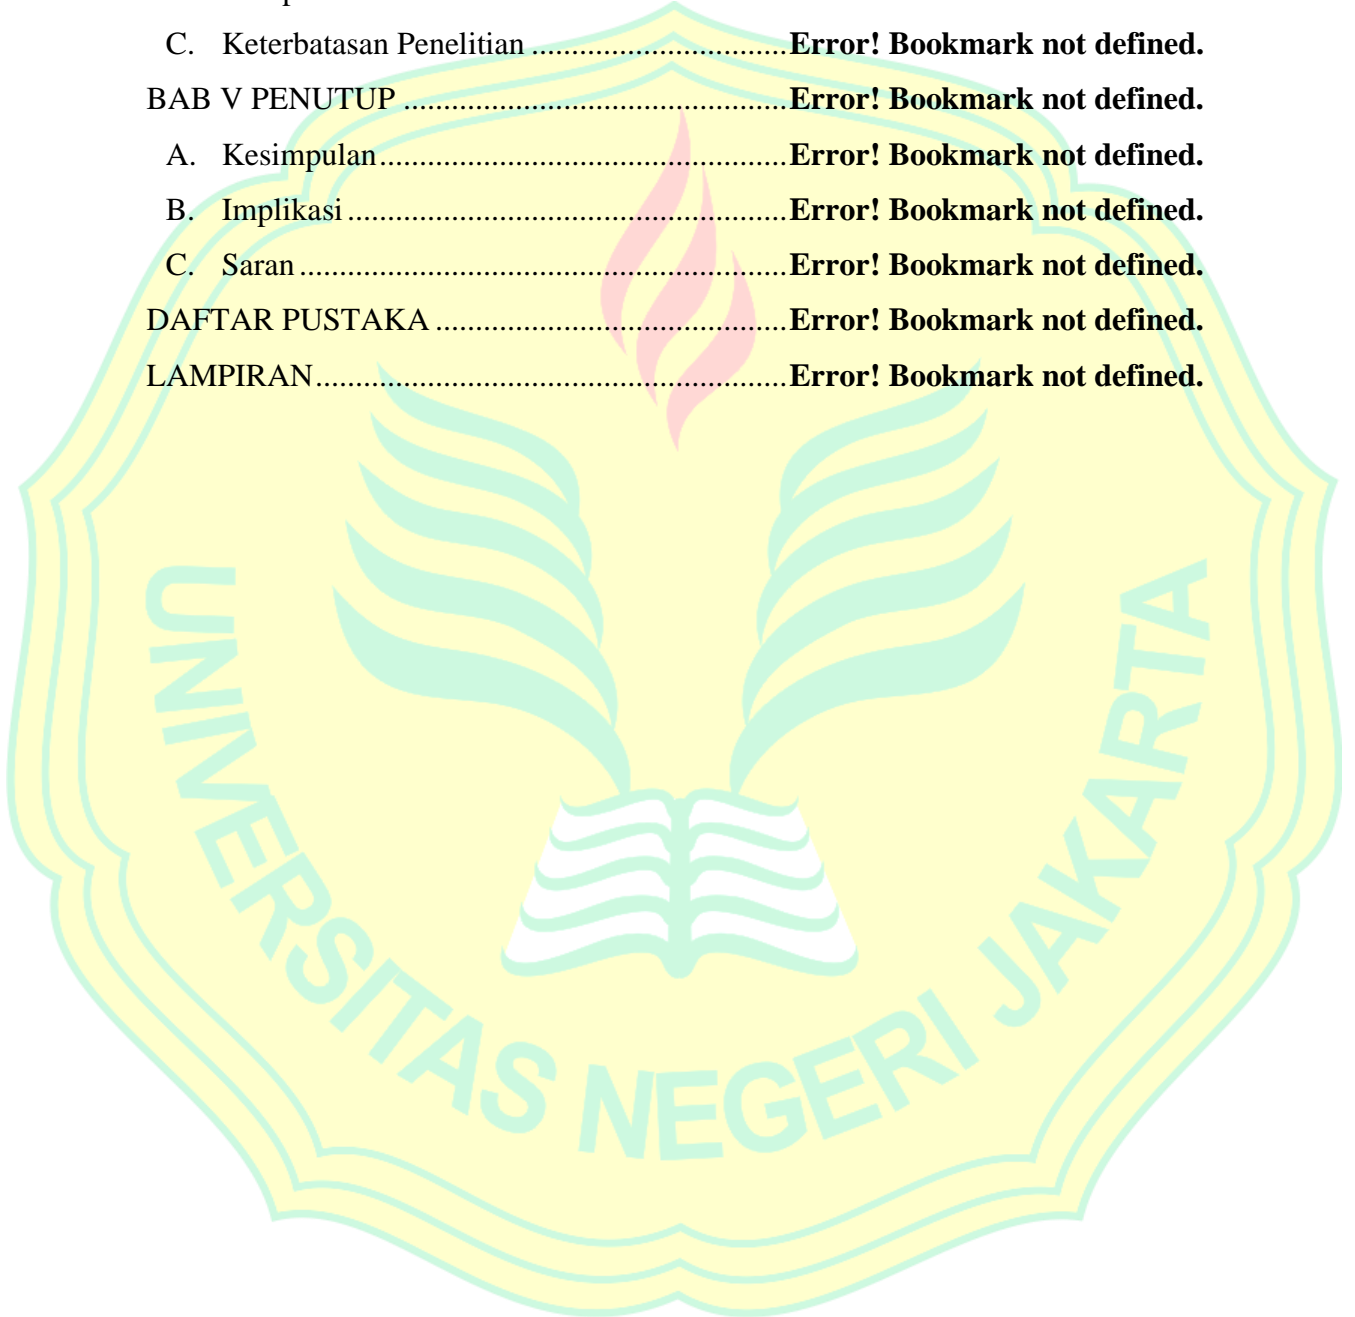 C. Keterbatasan Penelitian ................................Error! Bookmark not defined.
BAB V PENUTUP ................................................Error! Bookmark not defined.
A. Kesimpulan...................................................Error! Bookmark not defined.
B. Implikasi .......................................................Error! Bookmark not defined.
C. Saran .............................................................Error! Bookmark not defined.
DAFTAR PUSTAKA ............................................Error! Bookmark not defined.
LAMPIRAN...........................................................Error! Bookmark not defined.
UNIVERSITAS NEGERI JAKARTA